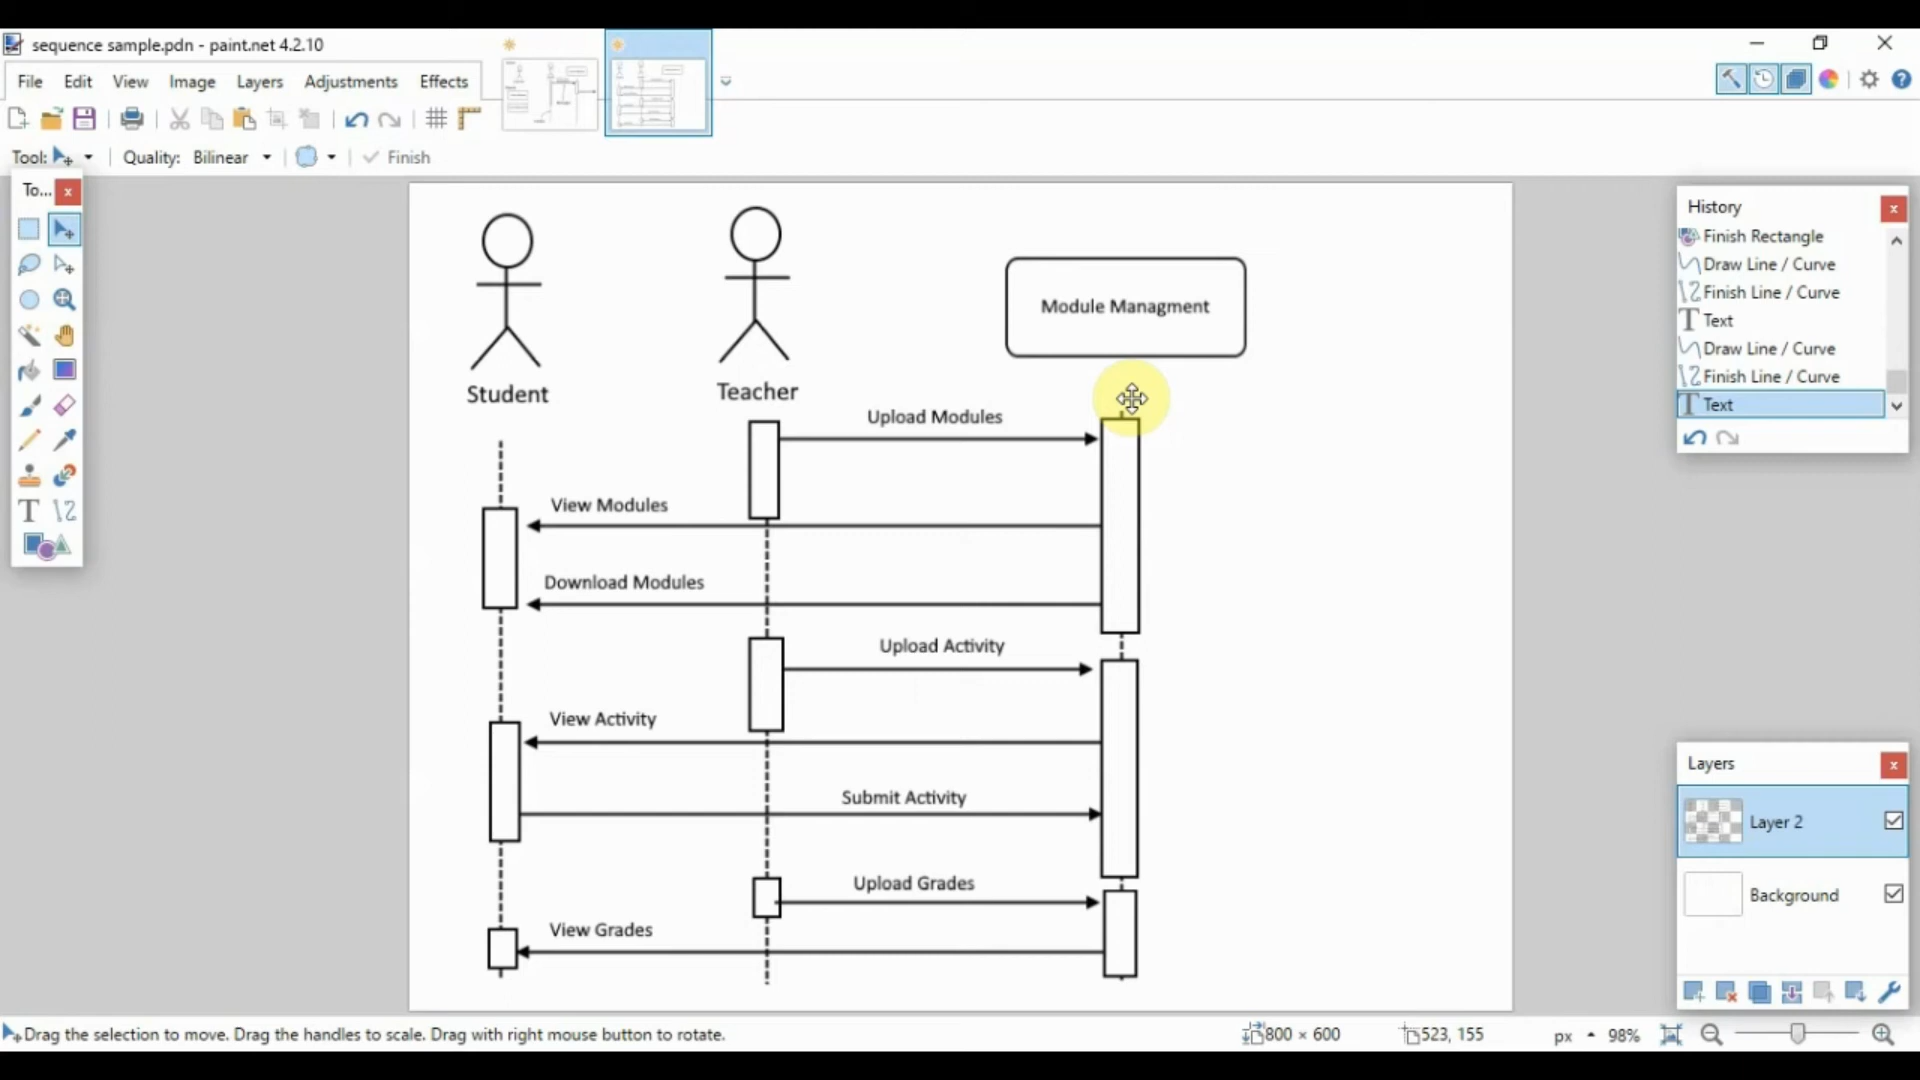 sequence sample.pdn - paint.net 4.2.10
File Edit View Image Layers Adjustments Effects
Tool: Quality: Bilinear Finish
To...
History
Finish Rectangle
Draw Line / Curve
Finish Line / Curve
Text
Draw Line / Curve
Finish Line / Curve
Text
Module Managment
Student
Teacher
Upload Modules
View Modules
Download Modules
Upload Activity
View Activity
Submit Activity
Upload Grades
View Grades
Layers
Layer 2
Background
Drag the selection to move. Drag the handles to scale. Drag with right mouse button to rotate.
800 × 600
523, 155
px
98%